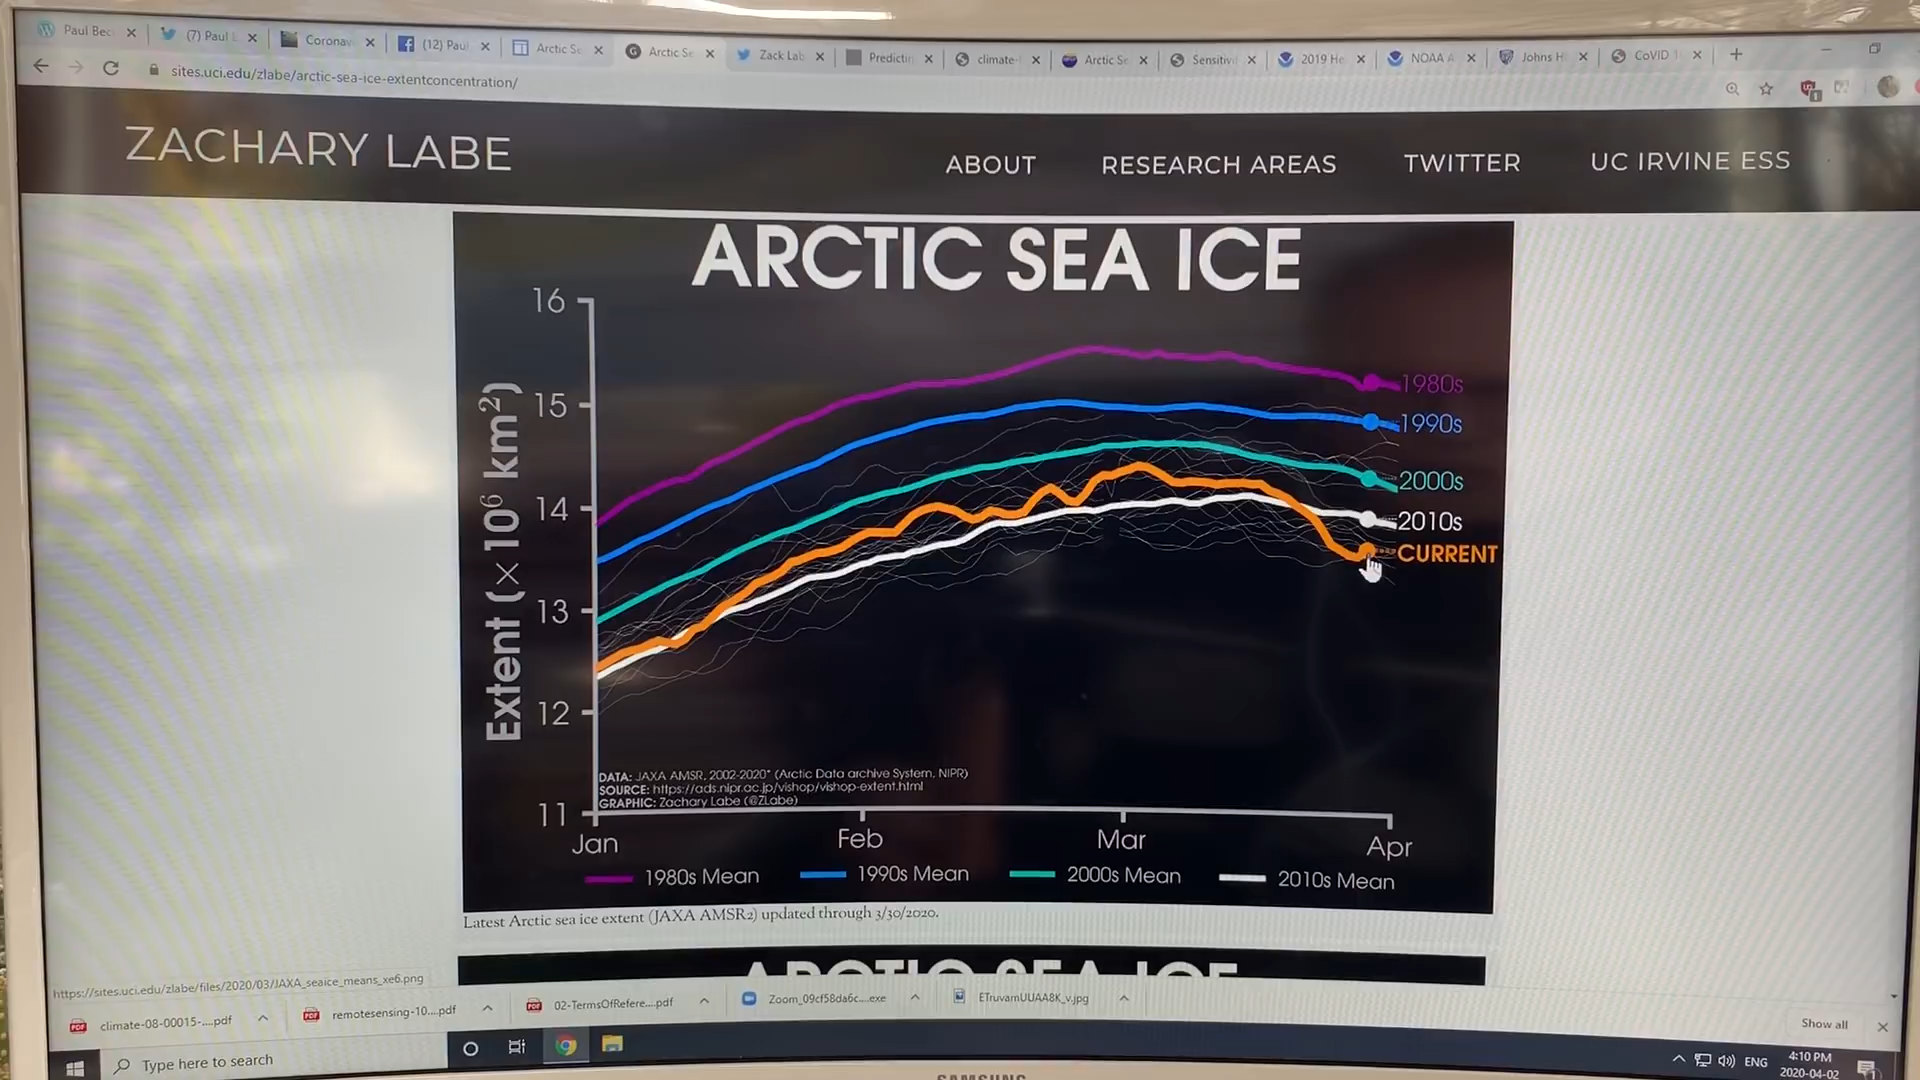 Paul Bec
(7) Paul
Coronav
(12) Pau
Arctic Se
Arctic Se
Zack Lab
Predictin
climate-
Arctic Se
Sensitivi
2019 He
NOAA A
Johns H
CoVID 1
sites.uci.edu/zlabe/arctic-sea-ice-extentconcentration/
ZACHARY LABE
ABOUT
RESEARCH AREAS
TWITTER
UC IRVINE ESS
ARCTIC SEA ICE
16
15
14
13
12
11
Extent (× 10⁶ km²)
1980s
1990s
2000s
2010s
CURRENT
DATA: JAXA AMSR, 2002-2020* (Arctic Data archive System, NIPR)
SOURCE: https://ads.nipr.ac.jp/vishop/vishop-extent.html
GRAPHIC: Zachary Labe (@ZLabe)
Jan
Feb
Mar
Apr
1980s Mean
1990s Mean
2000s Mean
2010s Mean
Latest Arctic sea ice extent (JAXA AMSR2) updated through 3/30/2020.
ARCTIC SEA ICE
https://sites.uci.edu/zlabe/files/2020/03/JAXA_seaice_means_xe6.png
climate-08-00015-....pdf
remotesensing-10....pdf
02-TermsOfRefere....pdf
Zoom_09cf58da6c....exe
ETruvamUUAA8K_v.jpg
Show all
Type here to search
ENG
4:10 PM
2020-04-02
SAMSUNG